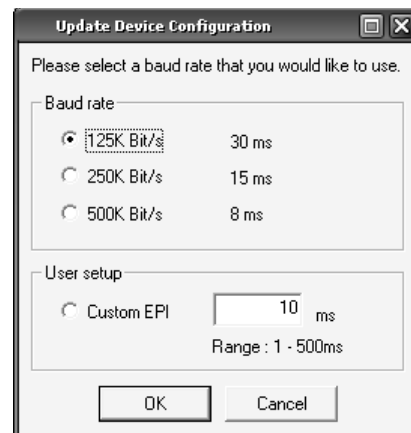 Update Device Configuration
Please select a baud rate that you would like to use.
Baud rate
125K Bit/s 30 ms
250K Bit/s 15 ms
500K Bit/s 8 ms
User setup
Custom EPI 10 ms
Range : 1 - 500ms
OK Cancel